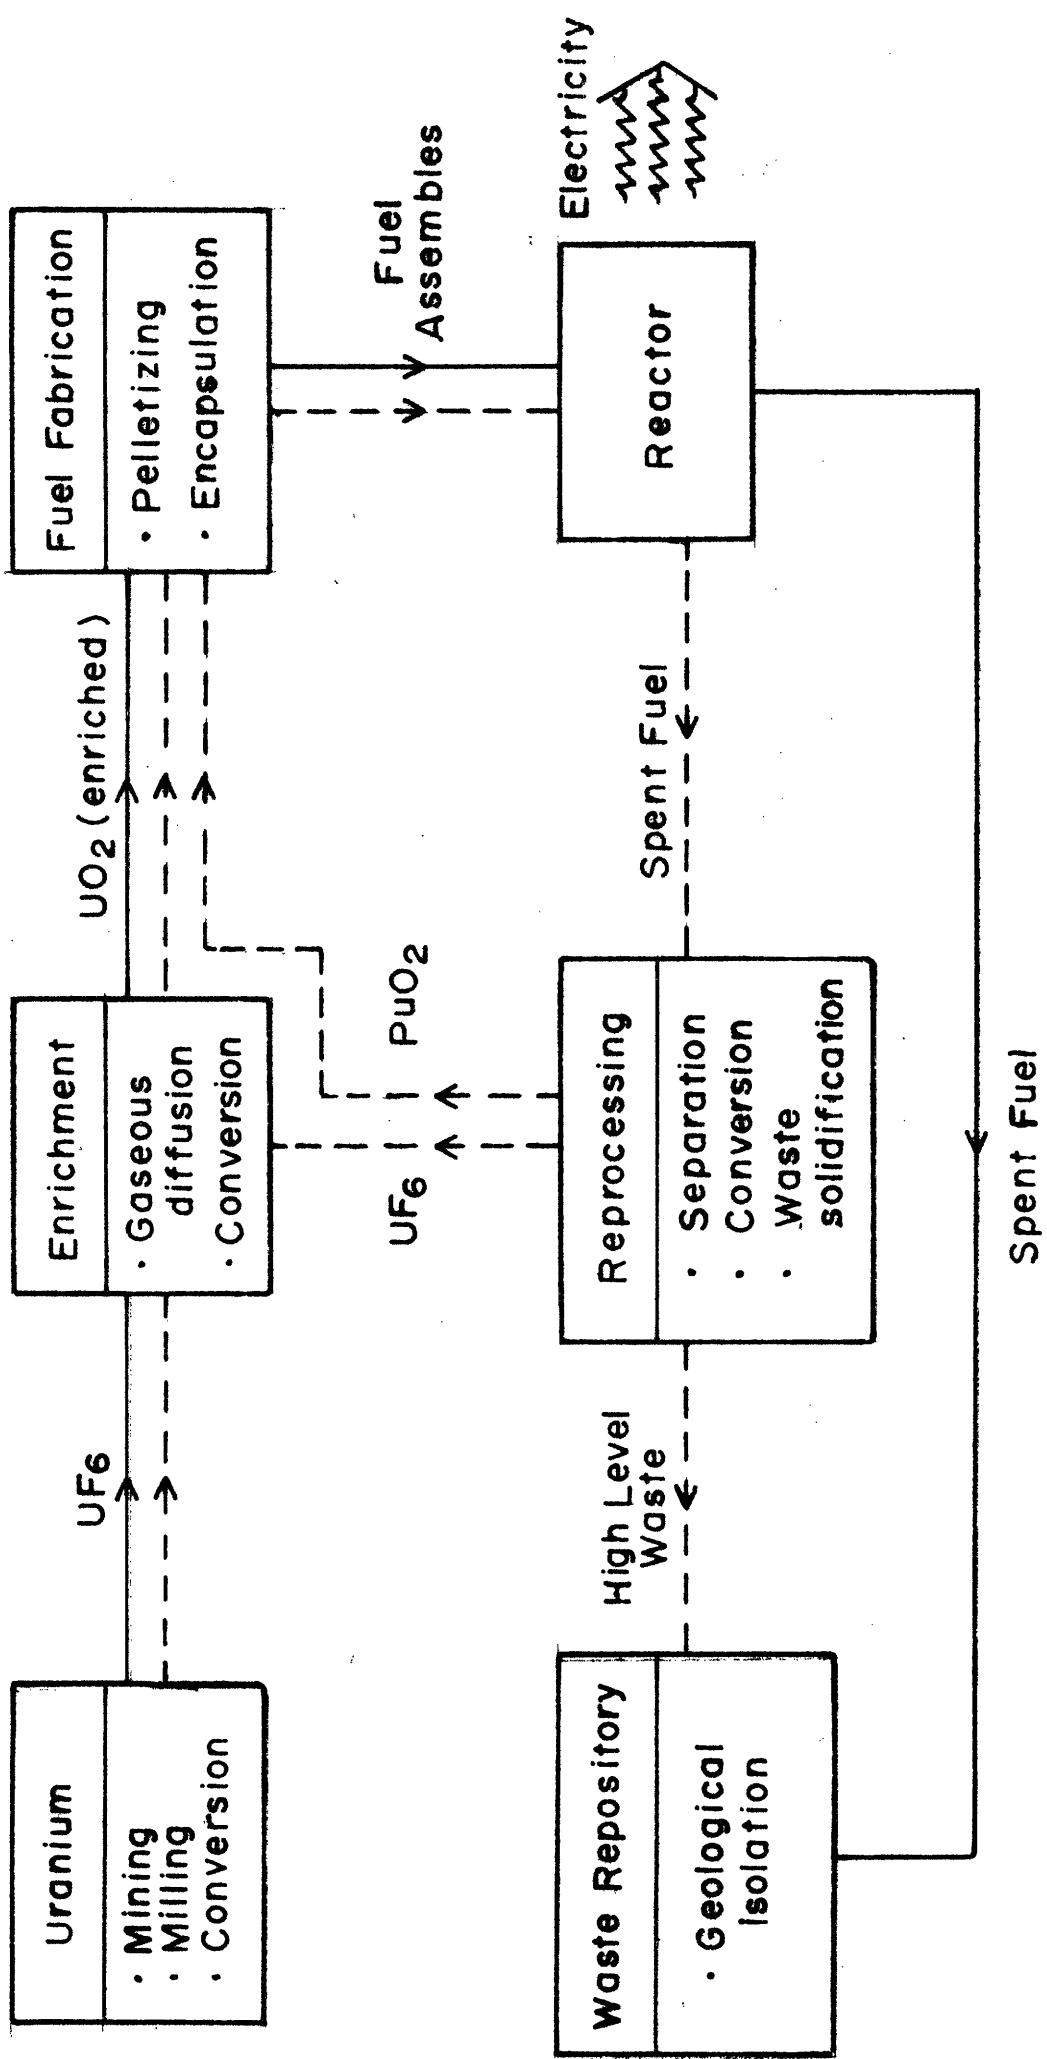 Uranium
• Mining
• Milling
• Conversion
UF6
Enrichment
• Gaseous
diffusion
• Conversion
UO2 (enriched)
Fuel Fabrication
• Pelletizing
• Encapsulation
UF6
PuO2
Fuel
Assembles
Waste Repository
• Geological
isolation
High Level
Waste
Reprocessing
• Separation
• Conversion
• Waste
solidification
Spent Fuel
Reactor
Electricity
Spent Fuel